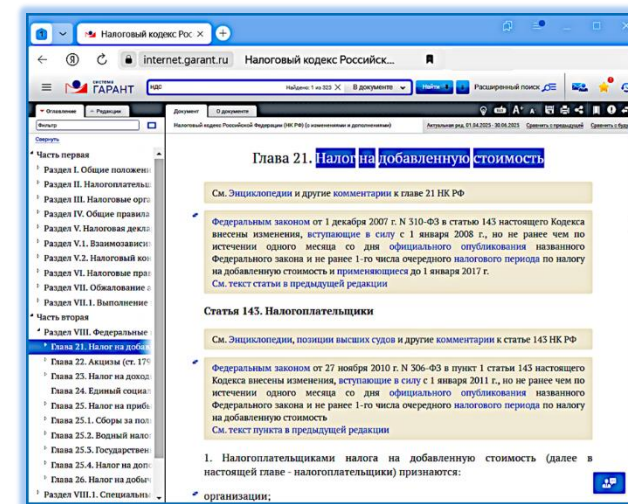 Налоговый кодекс Рос ×
internet.garant.ru Налоговый кодекс Российск...
СИСТЕМА
ГАРАНТ
ндс
Найдено: 1 из 323 × В документе
Найти
Расширенный поиск
Оглавление
Редакции
Документ
О документе
Фильтр
Налоговый кодекс Российской Федерации (НК РФ) (с изменениями и дополнениями)
Актуальная ред. 01.04.2025 - 30.06.2025 Сравнить с предыдущей Сравнить с буд
Свернуть
Часть первая
Раздел I. Общие положени
Раздел II. Налогоплательщ
Раздел III. Налоговые орга
Раздел IV. Общие правила
Раздел V. Налоговая декла
Раздел V.1. Взаимозависи
Раздел V.2. Налоговый кон
Раздел VI. Налоговые прав
Раздел VII. Обжалование а
Раздел VII.1. Выполнение
Часть вторая
Раздел VIII. Федеральные
Глава 21. Налог на добав
Глава 22. Акцизы (ст. 179
Глава 23. Налог на доход
Глава 24. Единый социал
Глава 25. Налог на прибы
Глава 25.1. Сборы за пол
Глава 25.2. Водный нало
Глава 25.3. Государствен
Глава 25.4. Налог на допо
Глава 26. Налог на добыч
Раздел VIII.1. Специальны
Глава 21. Налог на добавленную стоимость
См. Энциклопедии и другие комментарии к главе 21 НК РФ
Федеральным законом от 1 декабря 2007 г. N 310-ФЗ в статью 143 настоящего Кодекса
внесены изменения, вступающие в силу с 1 января 2008 г., но не ранее чем по
истечении одного месяца со дня официального опубликования названного
Федерального закона и не ранее 1-го числа очередного налогового периода по налогу
на добавленную стоимость и применяющиеся до 1 января 2017 г.
См. текст статьи в предыдущей редакции
Статья 143. Налогоплательщики
См. Энциклопедии, позиции высших судов и другие комментарии к статье 143 НК РФ
Федеральным законом от 27 ноября 2010 г. N 306-ФЗ в пункт 1 статьи 143 настоящего
Кодекса внесены изменения, вступающие в силу с 1 января 2011 г., но не ранее чем по
истечении одного месяца со дня официального опубликования названного
Федерального закона и не ранее 1-го числа очередного налогового периода по налогу
на добавленную стоимость
См. текст пункта в предыдущей редакции
1. Налогоплательщиками налога на добавленную стоимость (далее в
настоящей главе - налогоплательщики) признаются:
организации;